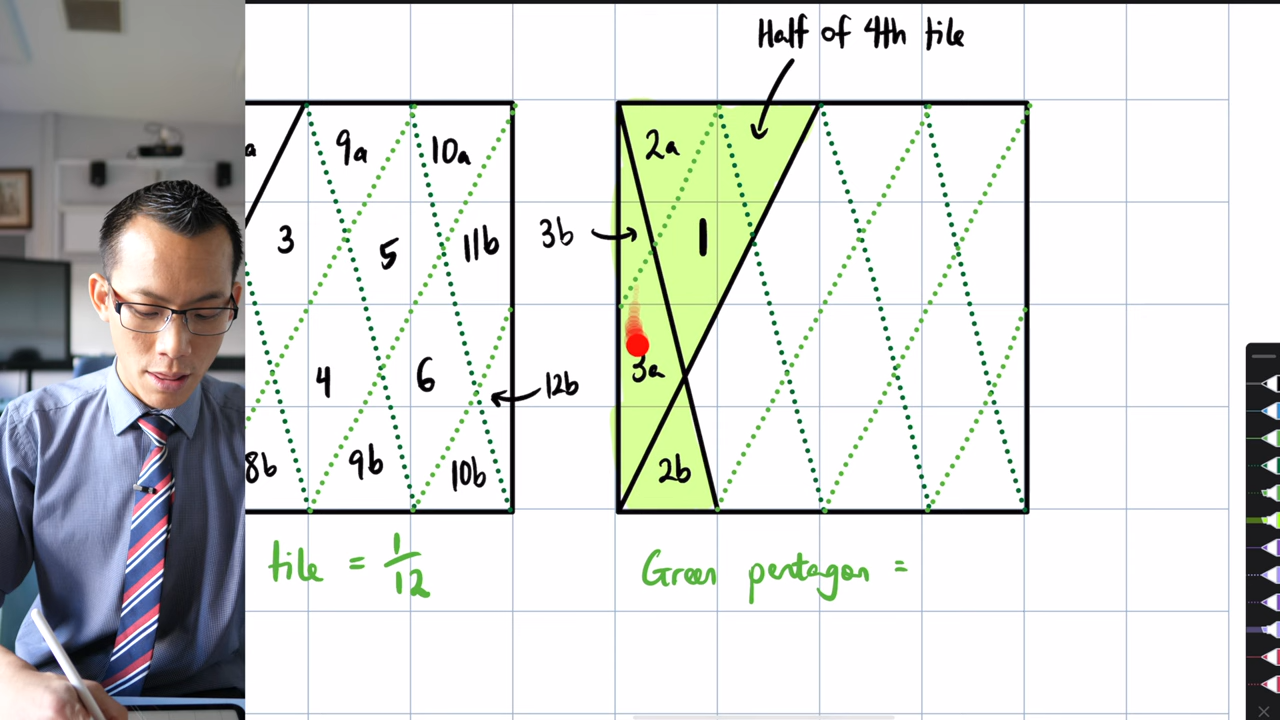 Half of 4th tile
a
9a
10a
2a
3
5
11b
3b
1
4
6
12b
3a
8b
9b
10b
2b
tile = 1/12
Green pentagon =